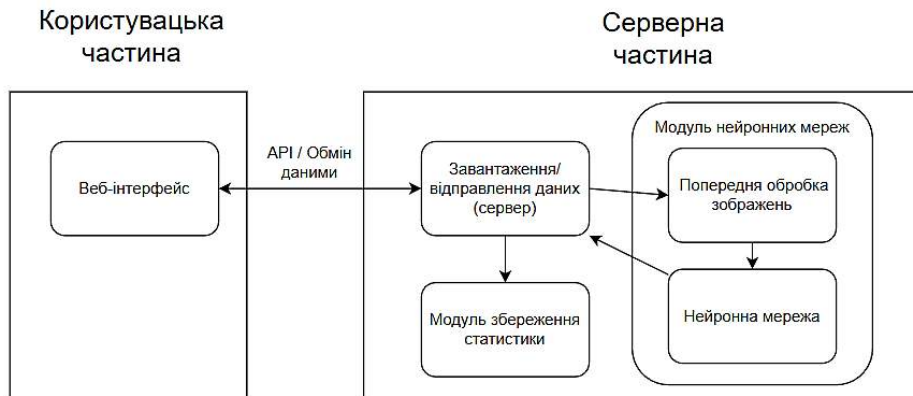 Користувацька
частина
Серверна
частина
Веб-інтерфейс
API / Обмін
даними
Завантаження/
відправлення даних
(сервер)
Модуль збереження
статистики
Модуль нейронних мереж
Попередня обробка
зображень
Нейронна мережа